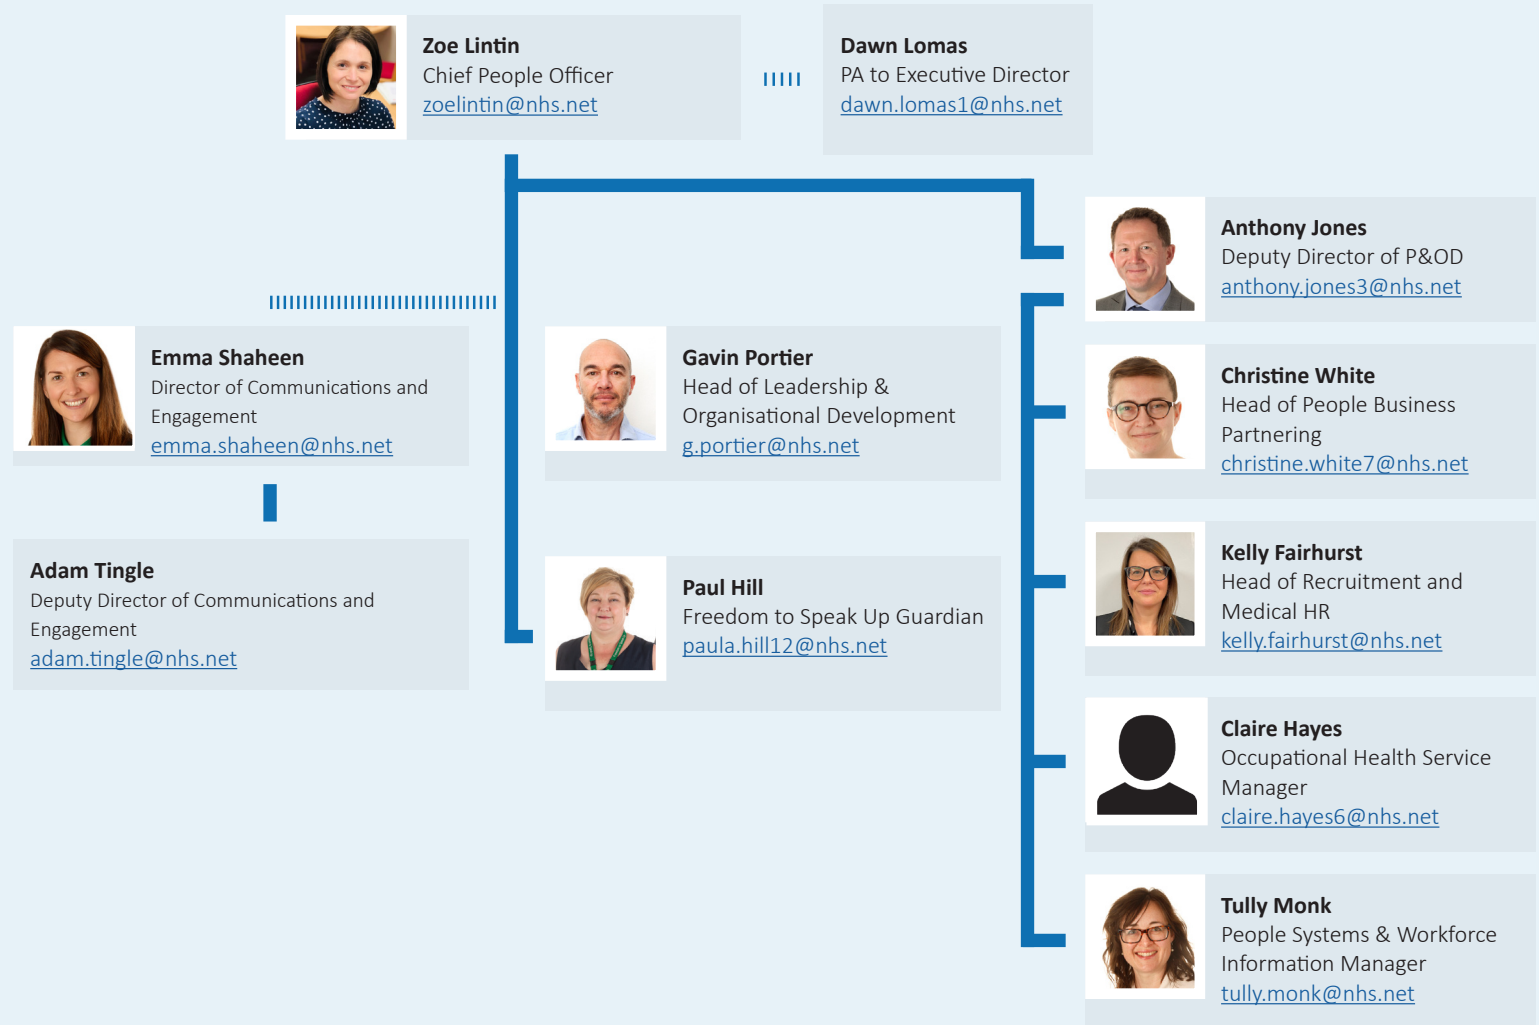 Zoe Lintin
Chief People Officer
zoelintin@nhs.net
Dawn Lomas
PA to Executive Director
dawn.lomas1@nhs.net
Anthony Jones
Deputy Director of P&OD
anthony.jones3@nhs.net
Emma Shaheen
Director of Communications and
Engagement
emma.shaheen@nhs.net
Gavin Portier
Head of Leadership &
Organisational Development
g.portier@nhs.net
Christine White
Head of People Business
Partnering
christine.white7@nhs.net
Adam Tingle
Deputy Director of Communications and
Engagement
adam.tingle@nhs.net
Paul Hill
Freedom to Speak Up Guardian
paula.hill12@nhs.net
Kelly Fairhurst
Head of Recruitment and
Medical HR
kelly.fairhurst@nhs.net
Claire Hayes
Occupational Health Service
Manager
claire.hayes6@nhs.net
Tully Monk
People Systems & Workforce
Information Manager
tully.monk@nhs.net